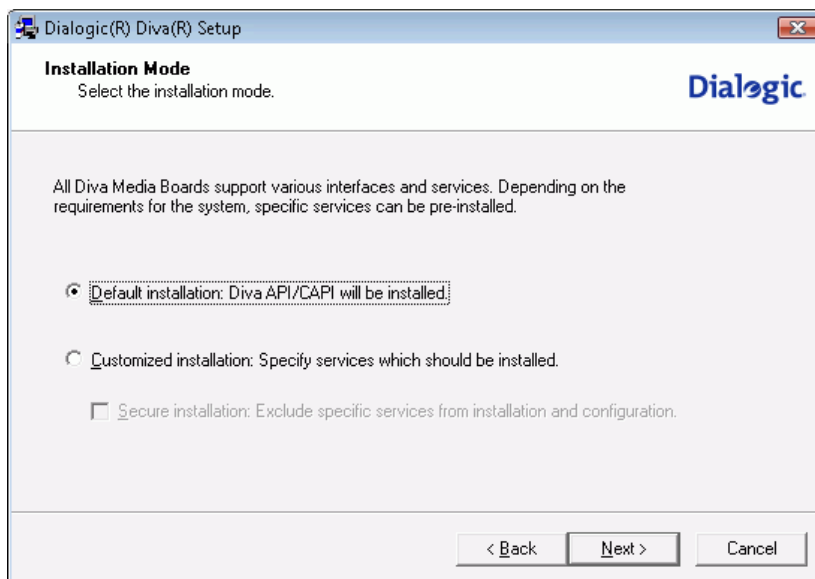 Dialogic(R) Diva(R) Setup
Installation Mode
Select the installation mode.
Dialogic.
All Diva Media Boards support various interfaces and services. Depending on the
requirements for the system, specific services can be pre-installed.
Default installation: Diva API/CAPI will be installed.
Customized installation: Specify services which should be installed.
Secure installation: Exclude specific services from installation and configuration.
< Back
Next >
Cancel